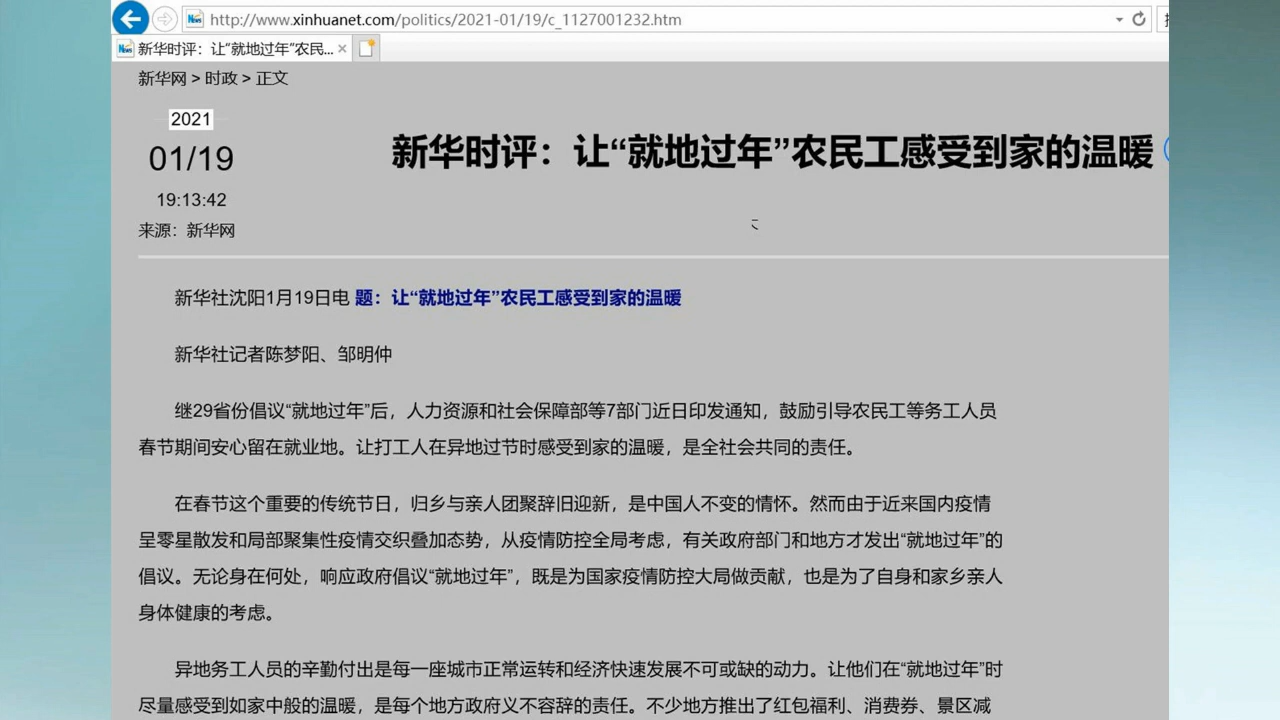 http://www.xinhuanet.com/politics/2021-01/19/c_1127001232.htm
新华时评：让“就地过年”农民...
新华网 > 时政 > 正文
2021
01/19
19:13:42
来源：新华网
新华时评：让“就地过年”农民工感受到家的温暖
新华社沈阳1月19日电 题：让“就地过年”农民工感受到家的温暖
新华社记者陈梦阳、邹明仲
继29省份倡议“就地过年”后，人力资源和社会保障部等7部门近日印发通知，鼓励引导农民工等务工人员
春节期间安心留在就业地。让打工人在异地过节时感受到家的温暖，是全社会共同的责任。
在春节这个重要的传统节日，归乡与亲人团聚辞旧迎新，是中国人不变的情怀。然而由于近来国内疫情
呈零星散发和局部聚集性疫情交织叠加态势，从疫情防控全局考虑，有关政府部门和地方才发出“就地过年”的
倡议。无论身在何处，响应政府倡议“就地过年”，既是为国家疫情防控大局做贡献，也是为了自身和家乡亲人
身体健康的考虑。
异地务工人员的辛勤付出是每一座城市正常运转和经济快速发展不可或缺的动力。让他们在“就地过年”时
尽量感受到如家中般的温暖，是每个地方政府义不容辞的责任。不少地方推出了红包福利、消费券、景区减